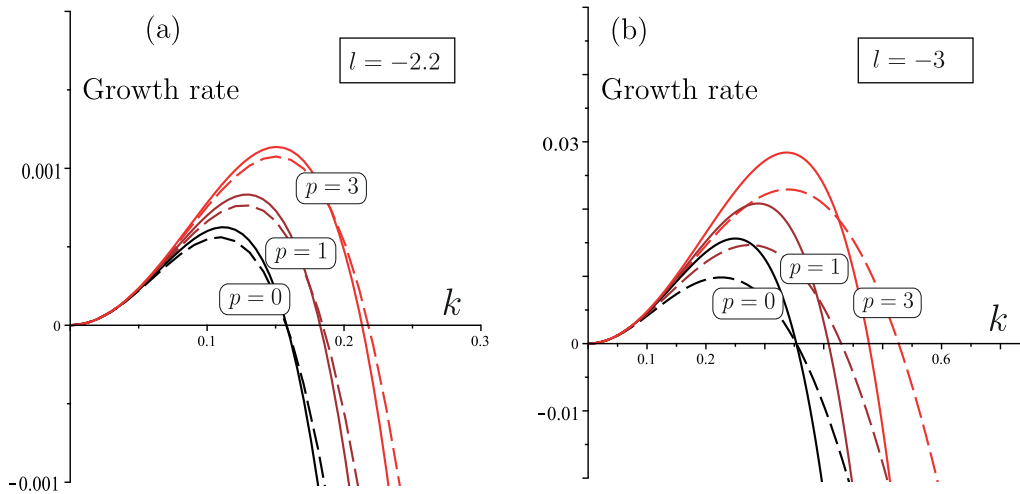 (a)
l = −2.2
Growth rate
0.001
p = 3
p = 1
p = 0
k
0
0.1
0.2
0.3
−0.001
(b)
l = −3
Growth rate
0.03
p = 1
p = 0
p = 3
k
0
0.1
0.2
0.6
−0.01